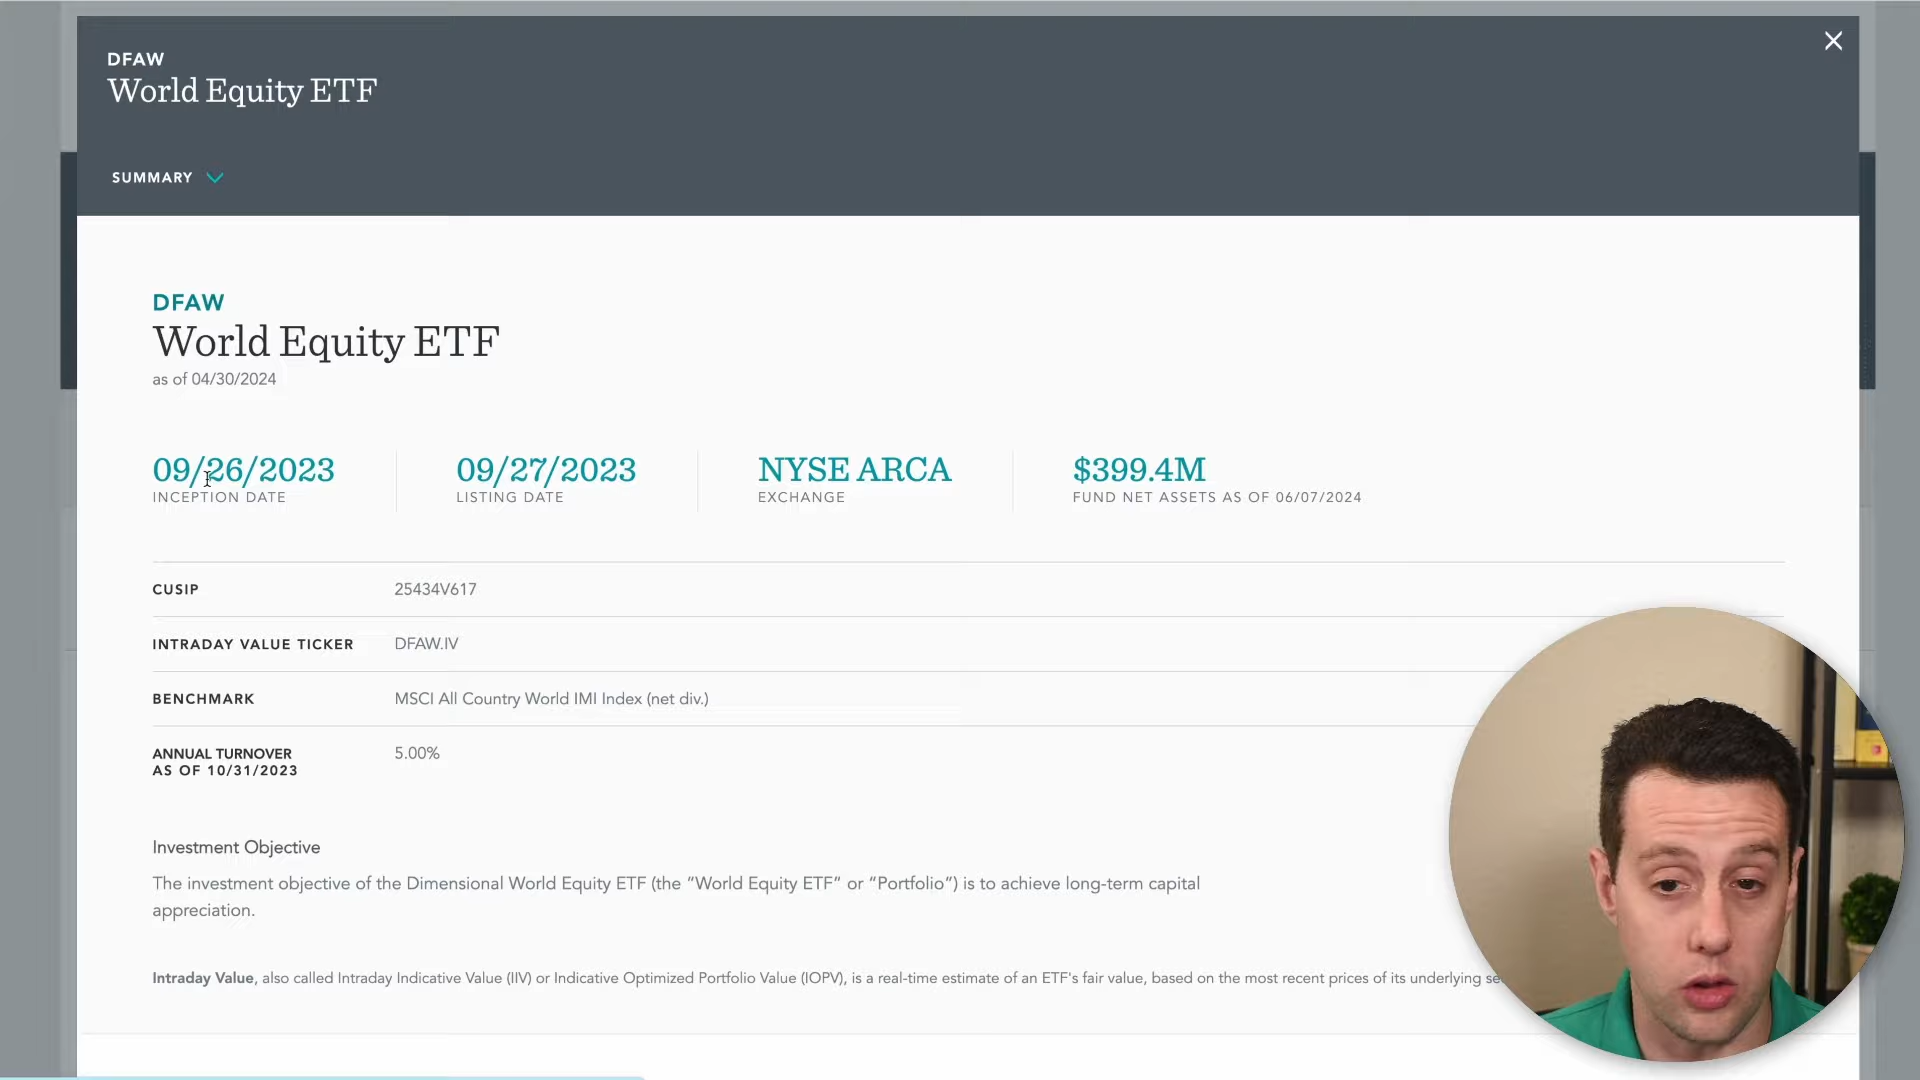 DFAW
World Equity ETF
SUMMARY
DFAW
World Equity ETF
as of 04/30/2024
09/26/2023
INCEPTION DATE
09/27/2023
LISTING DATE
NYSE ARCA
EXCHANGE
$399.4M
FUND NET ASSETS AS OF 06/07/2024
CUSIP 25434V617
INTRADAY VALUE TICKER DFAW.IV
BENCHMARK MSCI All Country World IMI Index (net div.)
ANNUAL TURNOVER 5.00%
AS OF 10/31/2023
Investment Objective
The investment objective of the Dimensional World Equity ETF (the “World Equity ETF” or “Portfolio”) is to achieve long-term capital
appreciation.
Intraday Value, also called Intraday Indicative Value (IIV) or Indicative Optimized Portfolio Value (IOPV), is a real-time estimate of an ETF's fair value, based on the most recent prices of its underlying